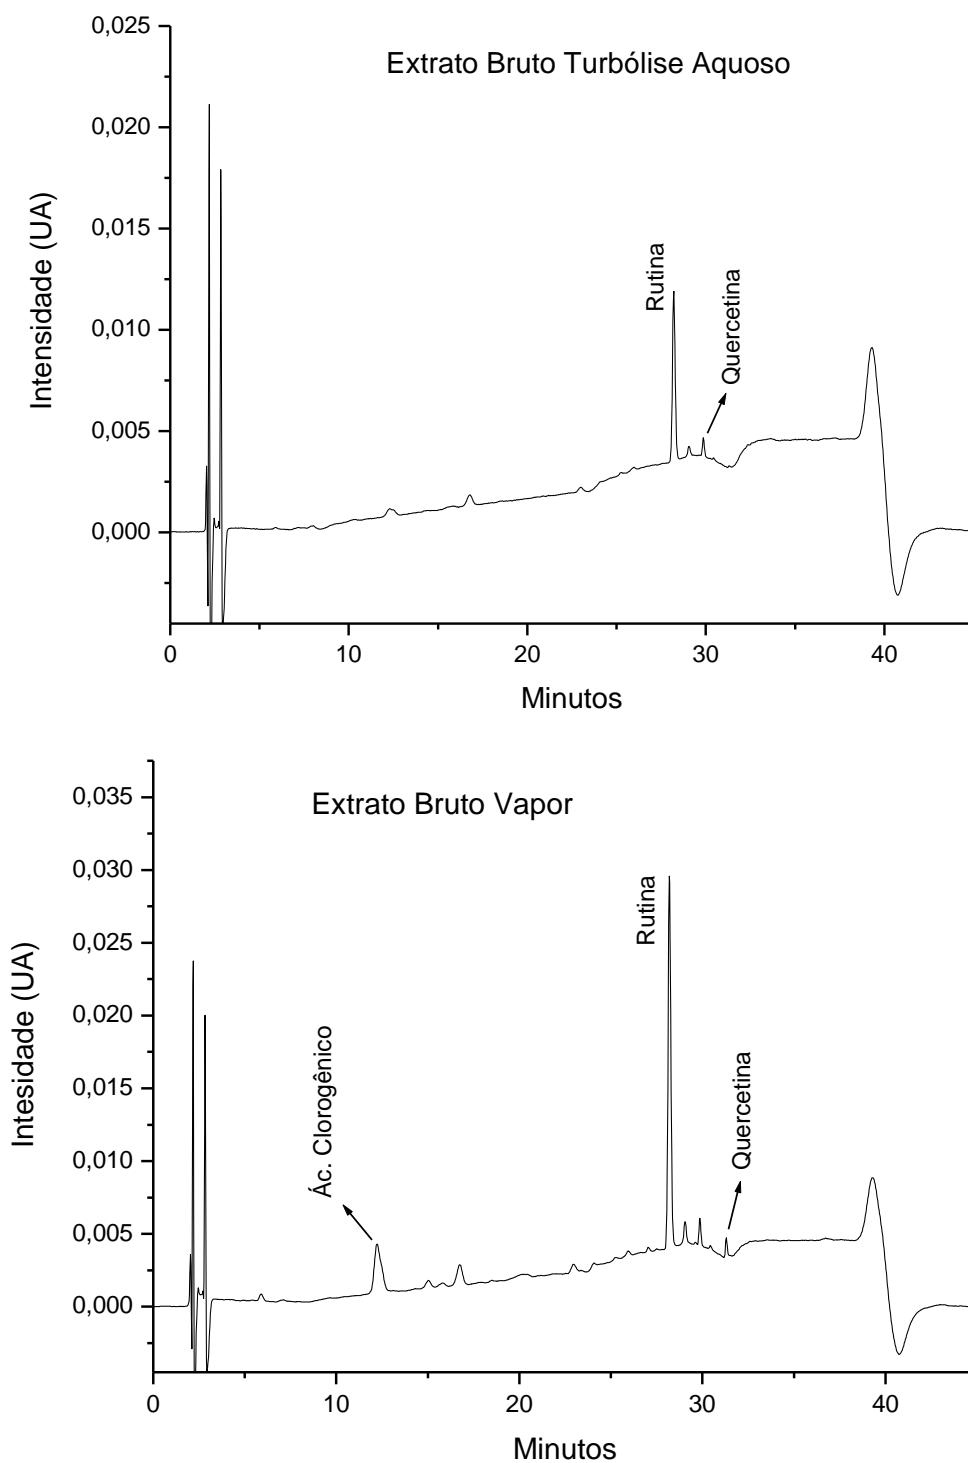 Extrato Bruto Turbólise Aquoso
Intensidade (UA)
0,025
0,020
0,015
0,010
0,005
0,000
Rutina
Quercetina
0 10 20 30 40
Minutos
Extrato Bruto Vapor
Intesidade (UA)
0,035
0,030
0,025
0,020
0,015
0,010
0,005
0,000
Ác. Clorogênico
Rutina
Quercetina
0 10 20 30 40
Minutos